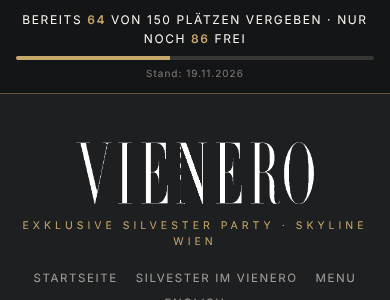 BEREITS 64 VON 150 PLÄTZEN VERGEBEN · NUR
NOCH 86 FREI
Stand: 19.11.2026
VIENERO
EXKLUSIVE SILVESTER PARTY · SKYLINE
WIEN
STARTSEITE SILVESTER IM VIENERO MENU